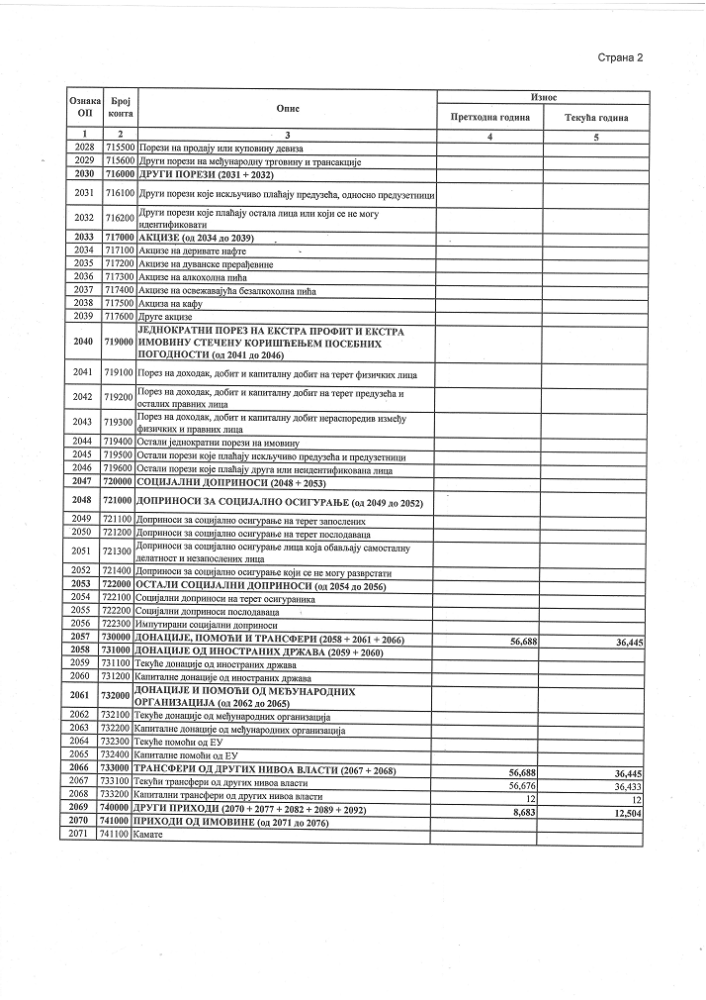 Страна 2
Ознака ОП Број конта Опис Износ
Претходна година Текућа година
1 2 3 4 5
2028 715500 Порези на продају или куповину девиза
2029 715600 Други порези на међународну трговину и трансакције
2030 716000 ДРУГИ ПОРЕЗИ (2031 + 2032)
2031 716100 Други порези које искључиво плаћају предузећа, односно предузетници
2032 716200 Други порези које плаћају остала лица или који се не могу
идентификовати
2033 717000 АКЦИЗЕ (од 2034 до 2039)
2034 717100 Акцизе на деривате нафте
2035 717200 Акцизе на дуванске прерађевине
2036 717300 Акцизе на алкохолна пића
2037 717400 Акцизе на освежавајућа безалкохолна пића
2038 717500 Акциза на кафу
2039 717600 Друге акцизе
2040 719000 ЈЕДНОКРАТНИ ПОРЕЗ НА ЕКСТРА ПРОФИТ И ЕКСТРА
ИМОВИНУ СТЕЧЕНУ КОРИШЋЕЊЕМ ПОСЕБНИХ
ПОГОДНОСТИ (од 2041 до 2046)
2041 719100 Порез на доходак, добит и капиталну добит на терет физичких лица
2042 719200 Порез на доходак, добит и капиталну добит на терет предузећа и
осталих правних лица
2043 719300 Порез на доходак, добит и капиталну добит нераспоредив између
физичких и правних лица
2044 719400 Остали једнократни порези на имовину
2045 719500 Остали порези које плаћају искључиво предузећа и предузетници
2046 719600 Остали порези које плаћају друга или неидентификована лица
2047 720000 СОЦИЈАЛНИ ДОПРИНОСИ (2048 + 2053)
2048 721000 ДОПРИНОСИ ЗА СОЦИЈАЛНО ОСИГУРАЊЕ (од 2049 до 2052)
2049 721100 Доприноси за социјално осигурање на терет запослених
2050 721200 Доприноси за социјално осигурање на терет послодаваца
2051 721300 Доприноси за социјално осигурање лица која обављају самосталну
делатност и незапослених лица
2052 721400 Доприноси за социјално осигурање који се не могу разврстати
2053 722000 ОСТАЛИ СОЦИЈАЛНИ ДОПРИНОСИ (од 2054 до 2056)
2054 722100 Социјални доприноси на терет осигураника
2055 722200 Социјални доприноси послодаваца
2056 722300 Импутирани социјални доприноси
2057 730000 ДОНАЦИЈЕ, ПОМОЋИ И ТРАНСФЕРИ (2058 + 2061 + 2066) 56,688 36,445
2058 731000 ДОНАЦИЈЕ ОД ИНОСТРАНИХ ДРЖАВА (2059 + 2060)
2059 731100 Текуће донације од иностраних држава
2060 731200 Капиталне донације од иностраних држава
2061 732000 ДОНАЦИЈЕ И ПОМОЋИ ОД МЕЂУНАРОДНИХ
ОРГАНИЗАЦИЈА (од 2062 до 2065)
2062 732100 Текуће донације од међународних организација
2063 732200 Капиталне донације од међународних организација
2064 732300 Текуће помоћи од ЕУ
2065 732400 Капиталне помоћи од ЕУ
2066 733000 ТРАНСФЕРИ ОД ДРУГИХ НИВОА ВЛАСТИ (2067 + 2068) 56,688 36,445
2067 733100 Текући трансфери од других нивоа власти 56,676 36,433
2068 733200 Капитални трансфери од других нивоа власти 12 12
2069 740000 ДРУГИ ПРИХОДИ (2070 + 2077 + 2082 + 2089 + 2092) 8,683 12,504
2070 741000 ПРИХОДИ ОД ИМОВИНЕ (од 2071 до 2076)
2071 741100 Камате